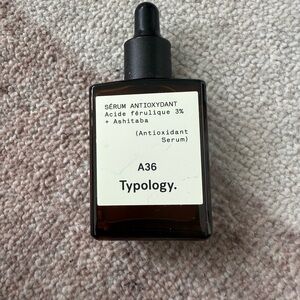 SÉRUM ANTIOXYDANT
Acide férulique 3%
+ Ashitaba
(Antioxidant
Serum)
A36
Typology.